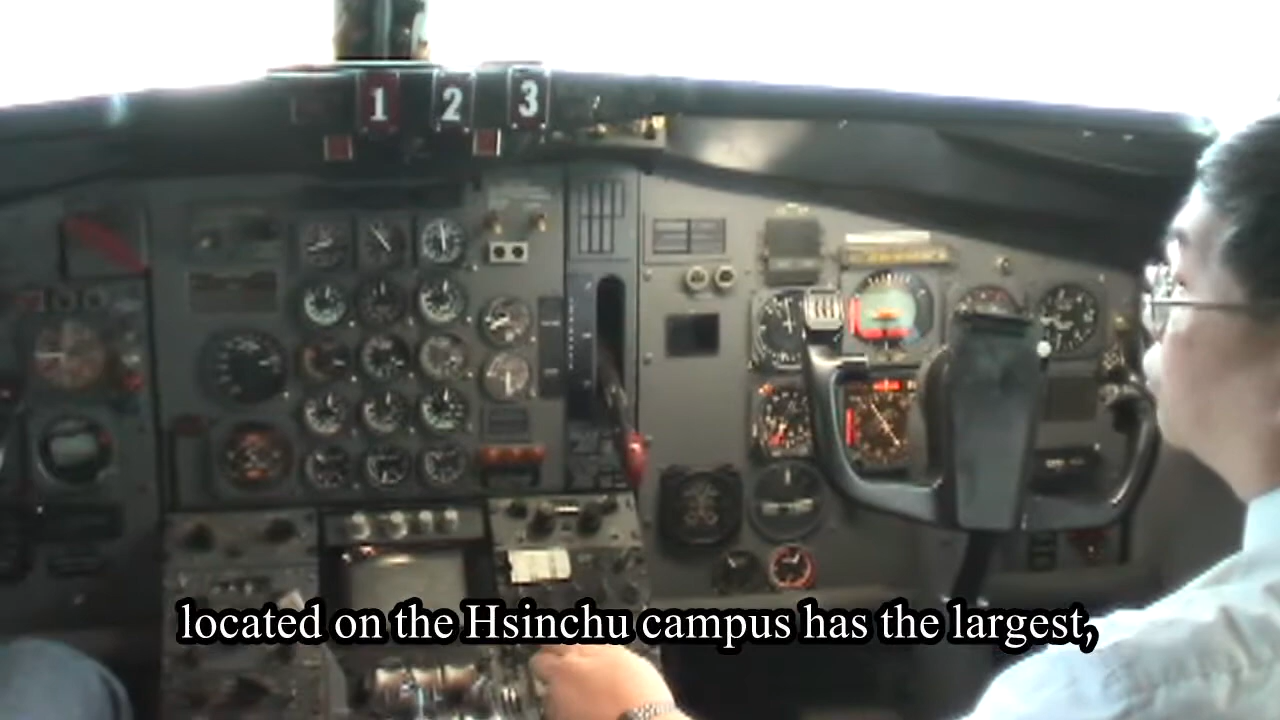 1 2 3
located on the Hsinchu campus has the largest,